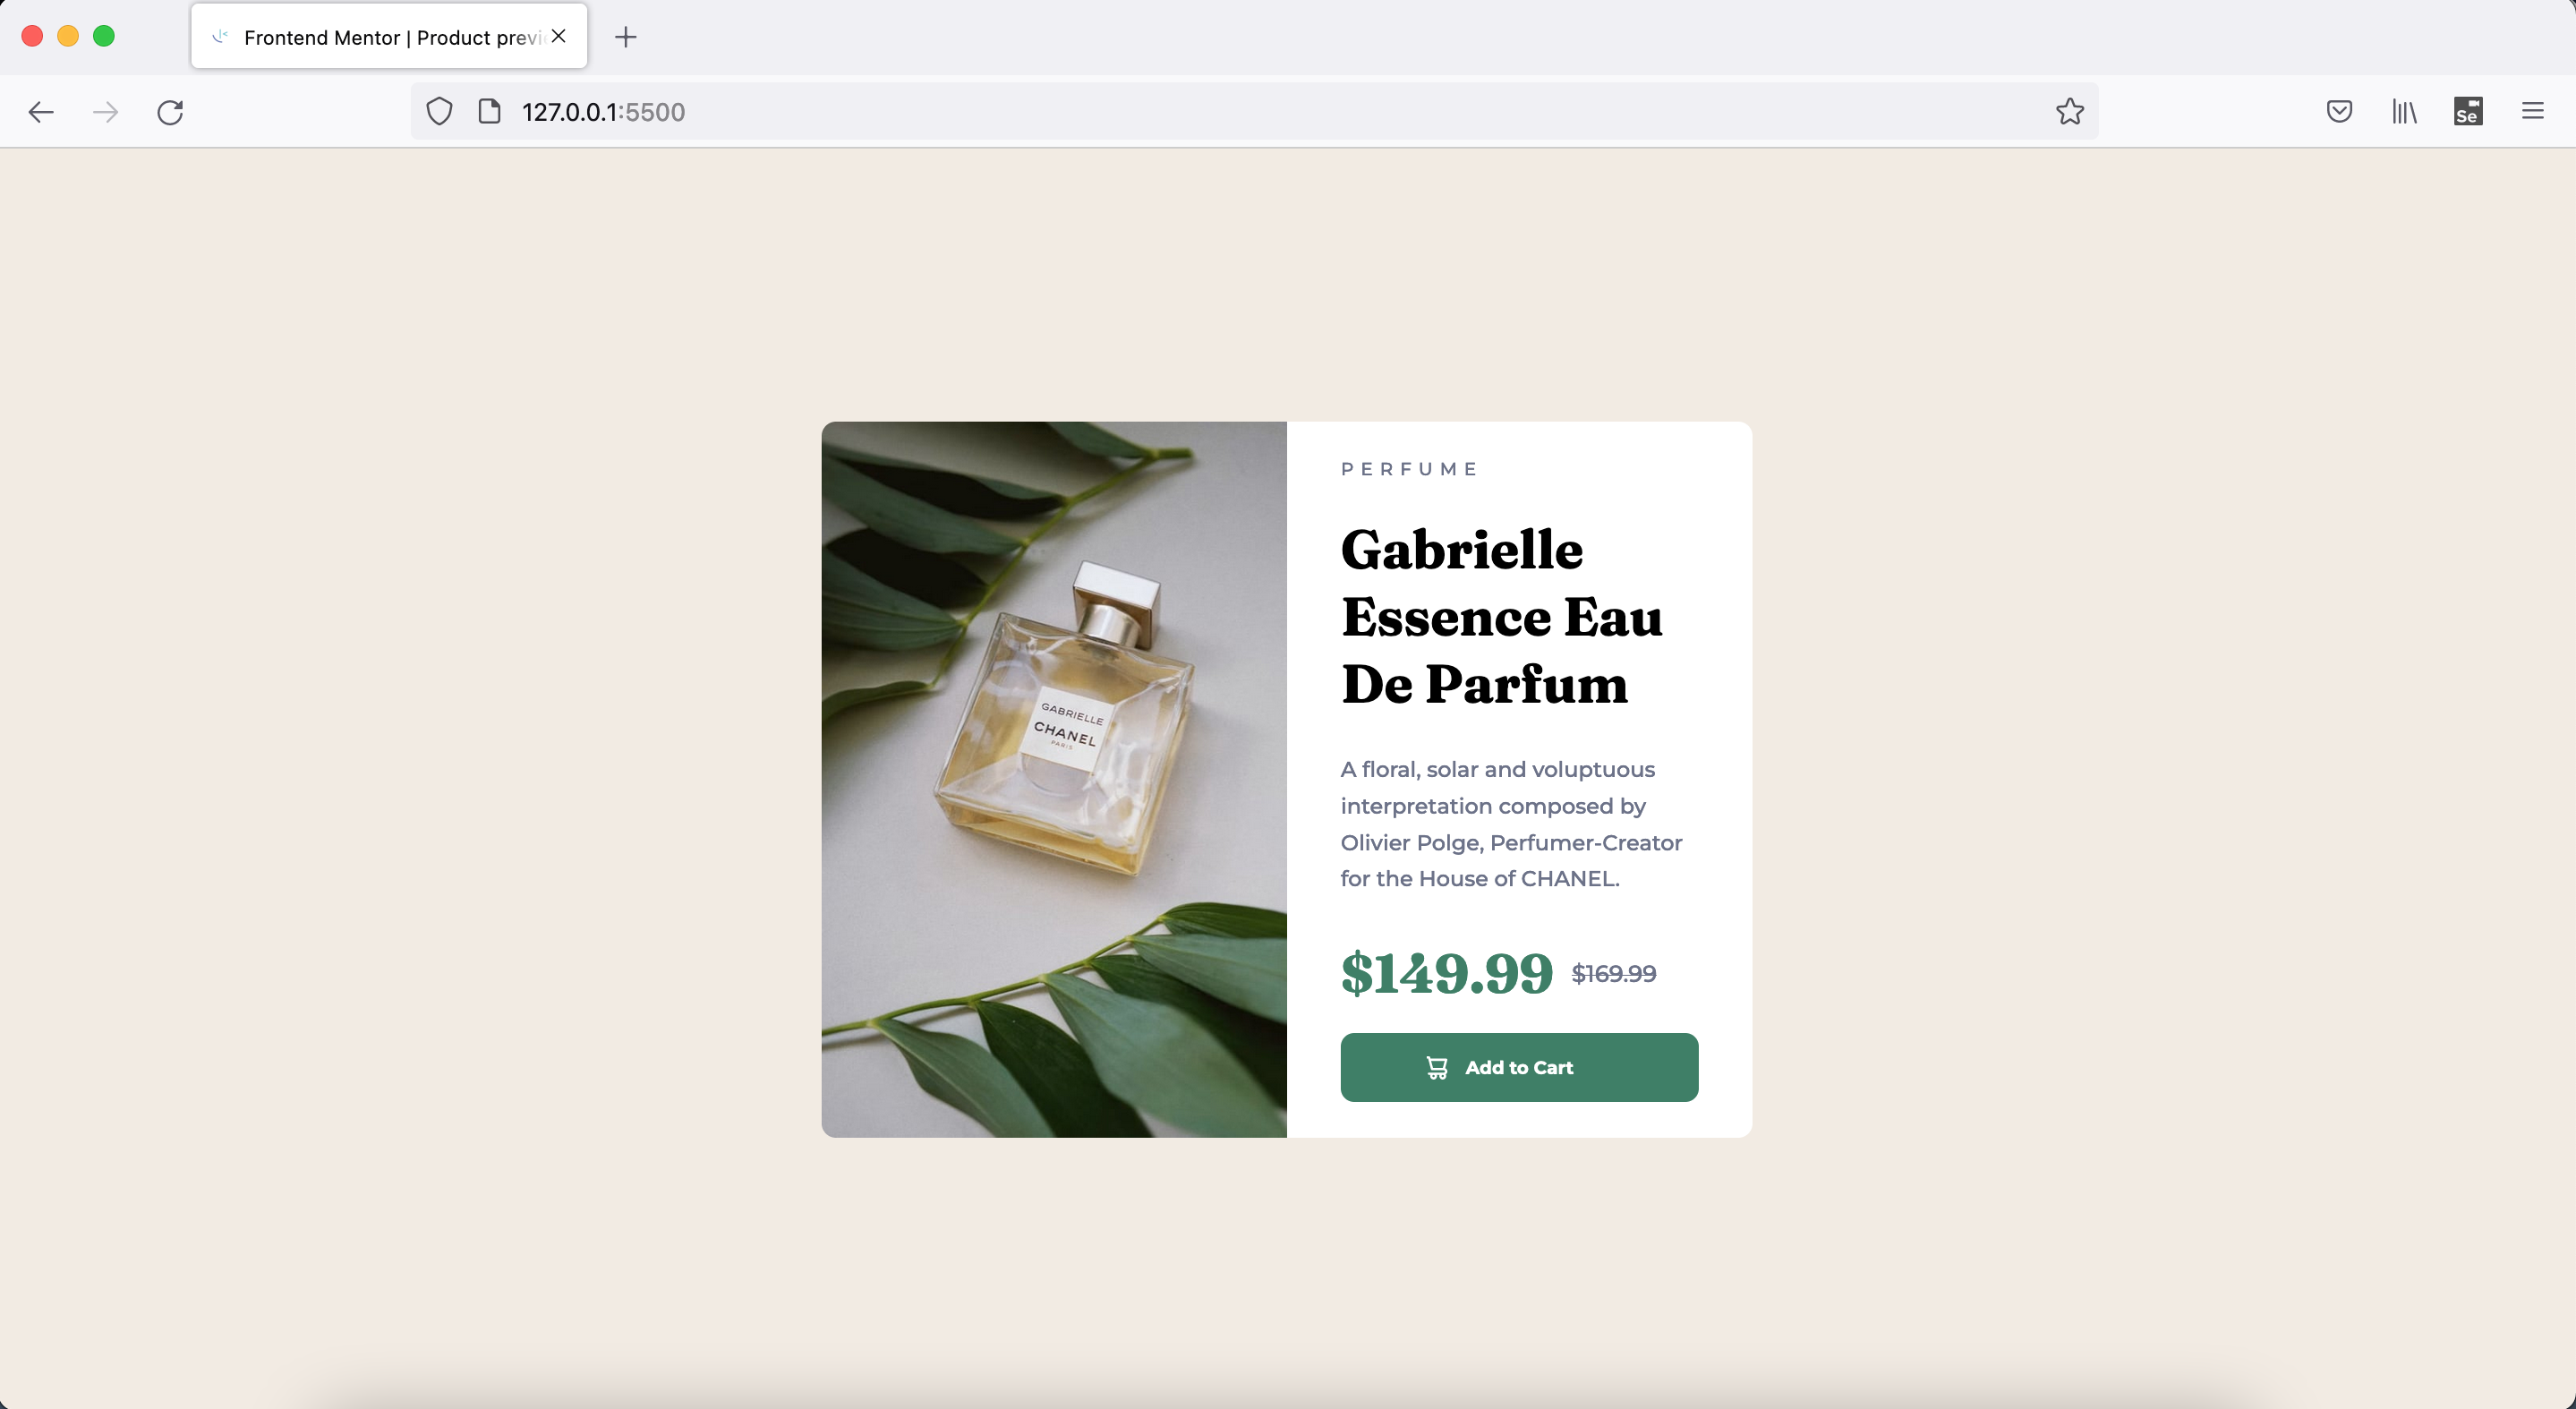 Frontend Mentor | Product previ
127.0.0.1:5500
Se
PERFUME
Gabrielle
Essence Eau
De Parfum
GABRIELLE
CHANEL
PARIS
A floral, solar and voluptuous
interpretation composed by
Olivier Polge, Perfumer-Creator
for the House of CHANEL.
$149.99 $169.99
Add to Cart